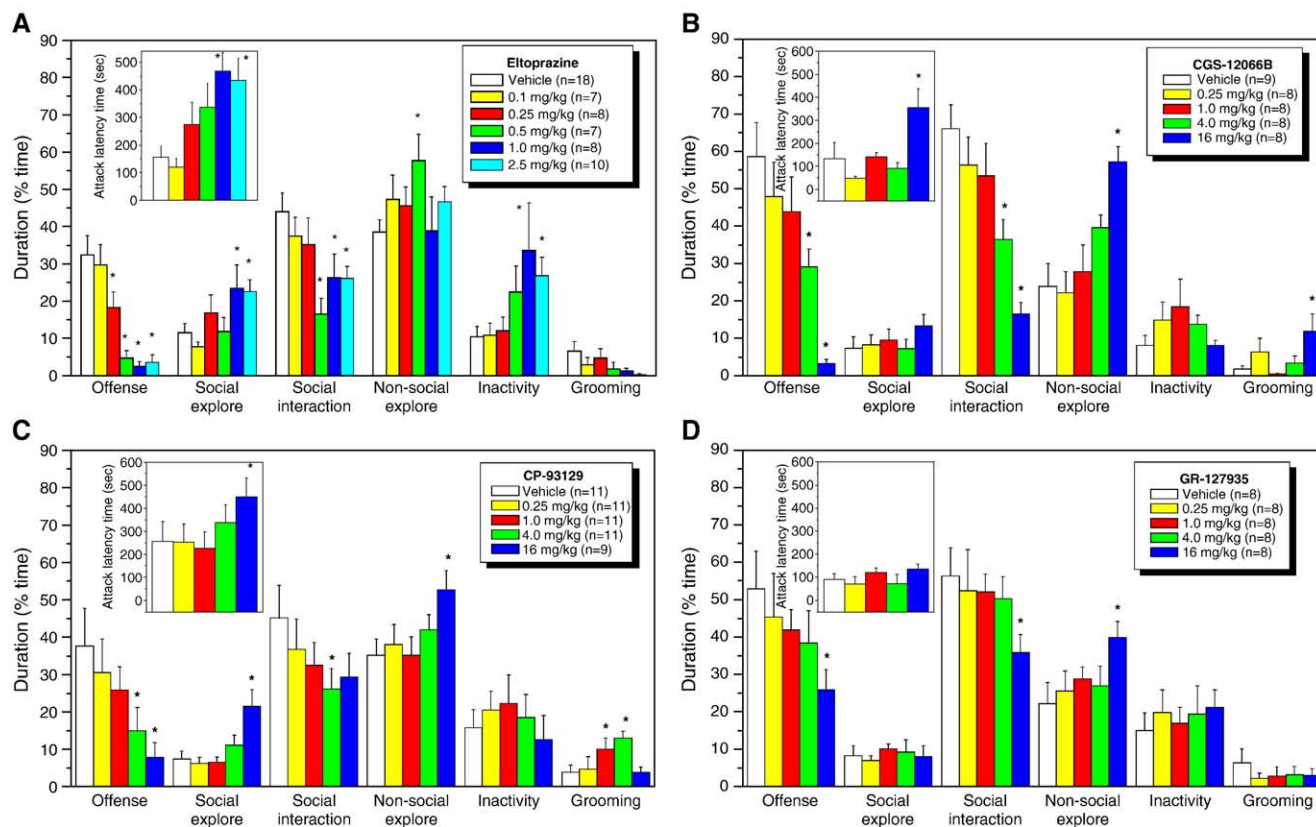 A
Duration (% time)
90
80
70
60
50
40
30
20
10
0
Attack latency time (sec)
500
400
300
200
100
0
* *
Eltoprazine
Vehicle (n=18)
0.1 mg/kg (n=7)
0.25 mg/kg (n=8)
0.5 mg/kg (n=7)
1.0 mg/kg (n=8)
2.5 mg/kg (n=10)
* * * *
* *
* * *
*
* *
Offense Social explore Social interaction Non-social explore Inactivity Grooming
B
Duration (% time)
90
80
70
60
50
40
30
20
10
0
Attack latency time (sec)
600
500
400
300
200
100
0
*
CGS-12066B
Vehicle (n=9)
0.25 mg/kg (n=8)
1.0 mg/kg (n=8)
4.0 mg/kg (n=8)
16 mg/kg (n=8)
* *
* *
*
*
Offense Social explore Social interaction Non-social explore Inactivity Grooming
C
Duration (% time)
90
80
70
60
50
40
30
20
10
0
Attack latency time (sec)
600
500
400
300
200
100
0
*
CP-93129
Vehicle (n=11)
0.25 mg/kg (n=11)
1.0 mg/kg (n=11)
4.0 mg/kg (n=11)
16 mg/kg (n=9)
* *
*
*
*
* *
Offense Social explore Social interaction Non-social explore Inactivity Grooming
D
Duration (% time)
90
80
70
60
50
40
30
20
10
0
Attack latency time (sec)
600
500
400
300
200
100
0
GR-127935
Vehicle (n=8)
0.25 mg/kg (n=8)
1.0 mg/kg (n=8)
4.0 mg/kg (n=8)
16 mg/kg (n=8)
*
*
*
Offense Social explore Social interaction Non-social explore Inactivity Grooming